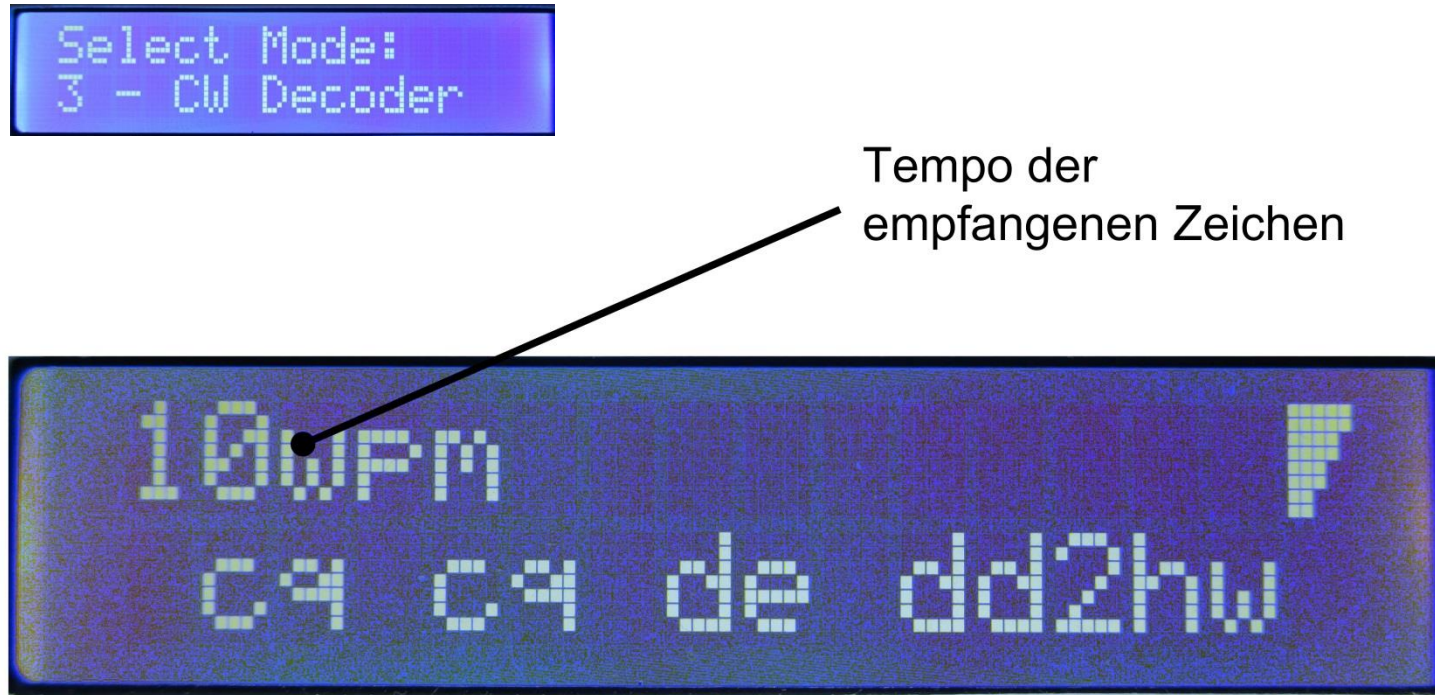 Select Mode:
3 - CW Decoder
Tempo der
empfangenen Zeichen
10wpm
cq cq de dd2hw